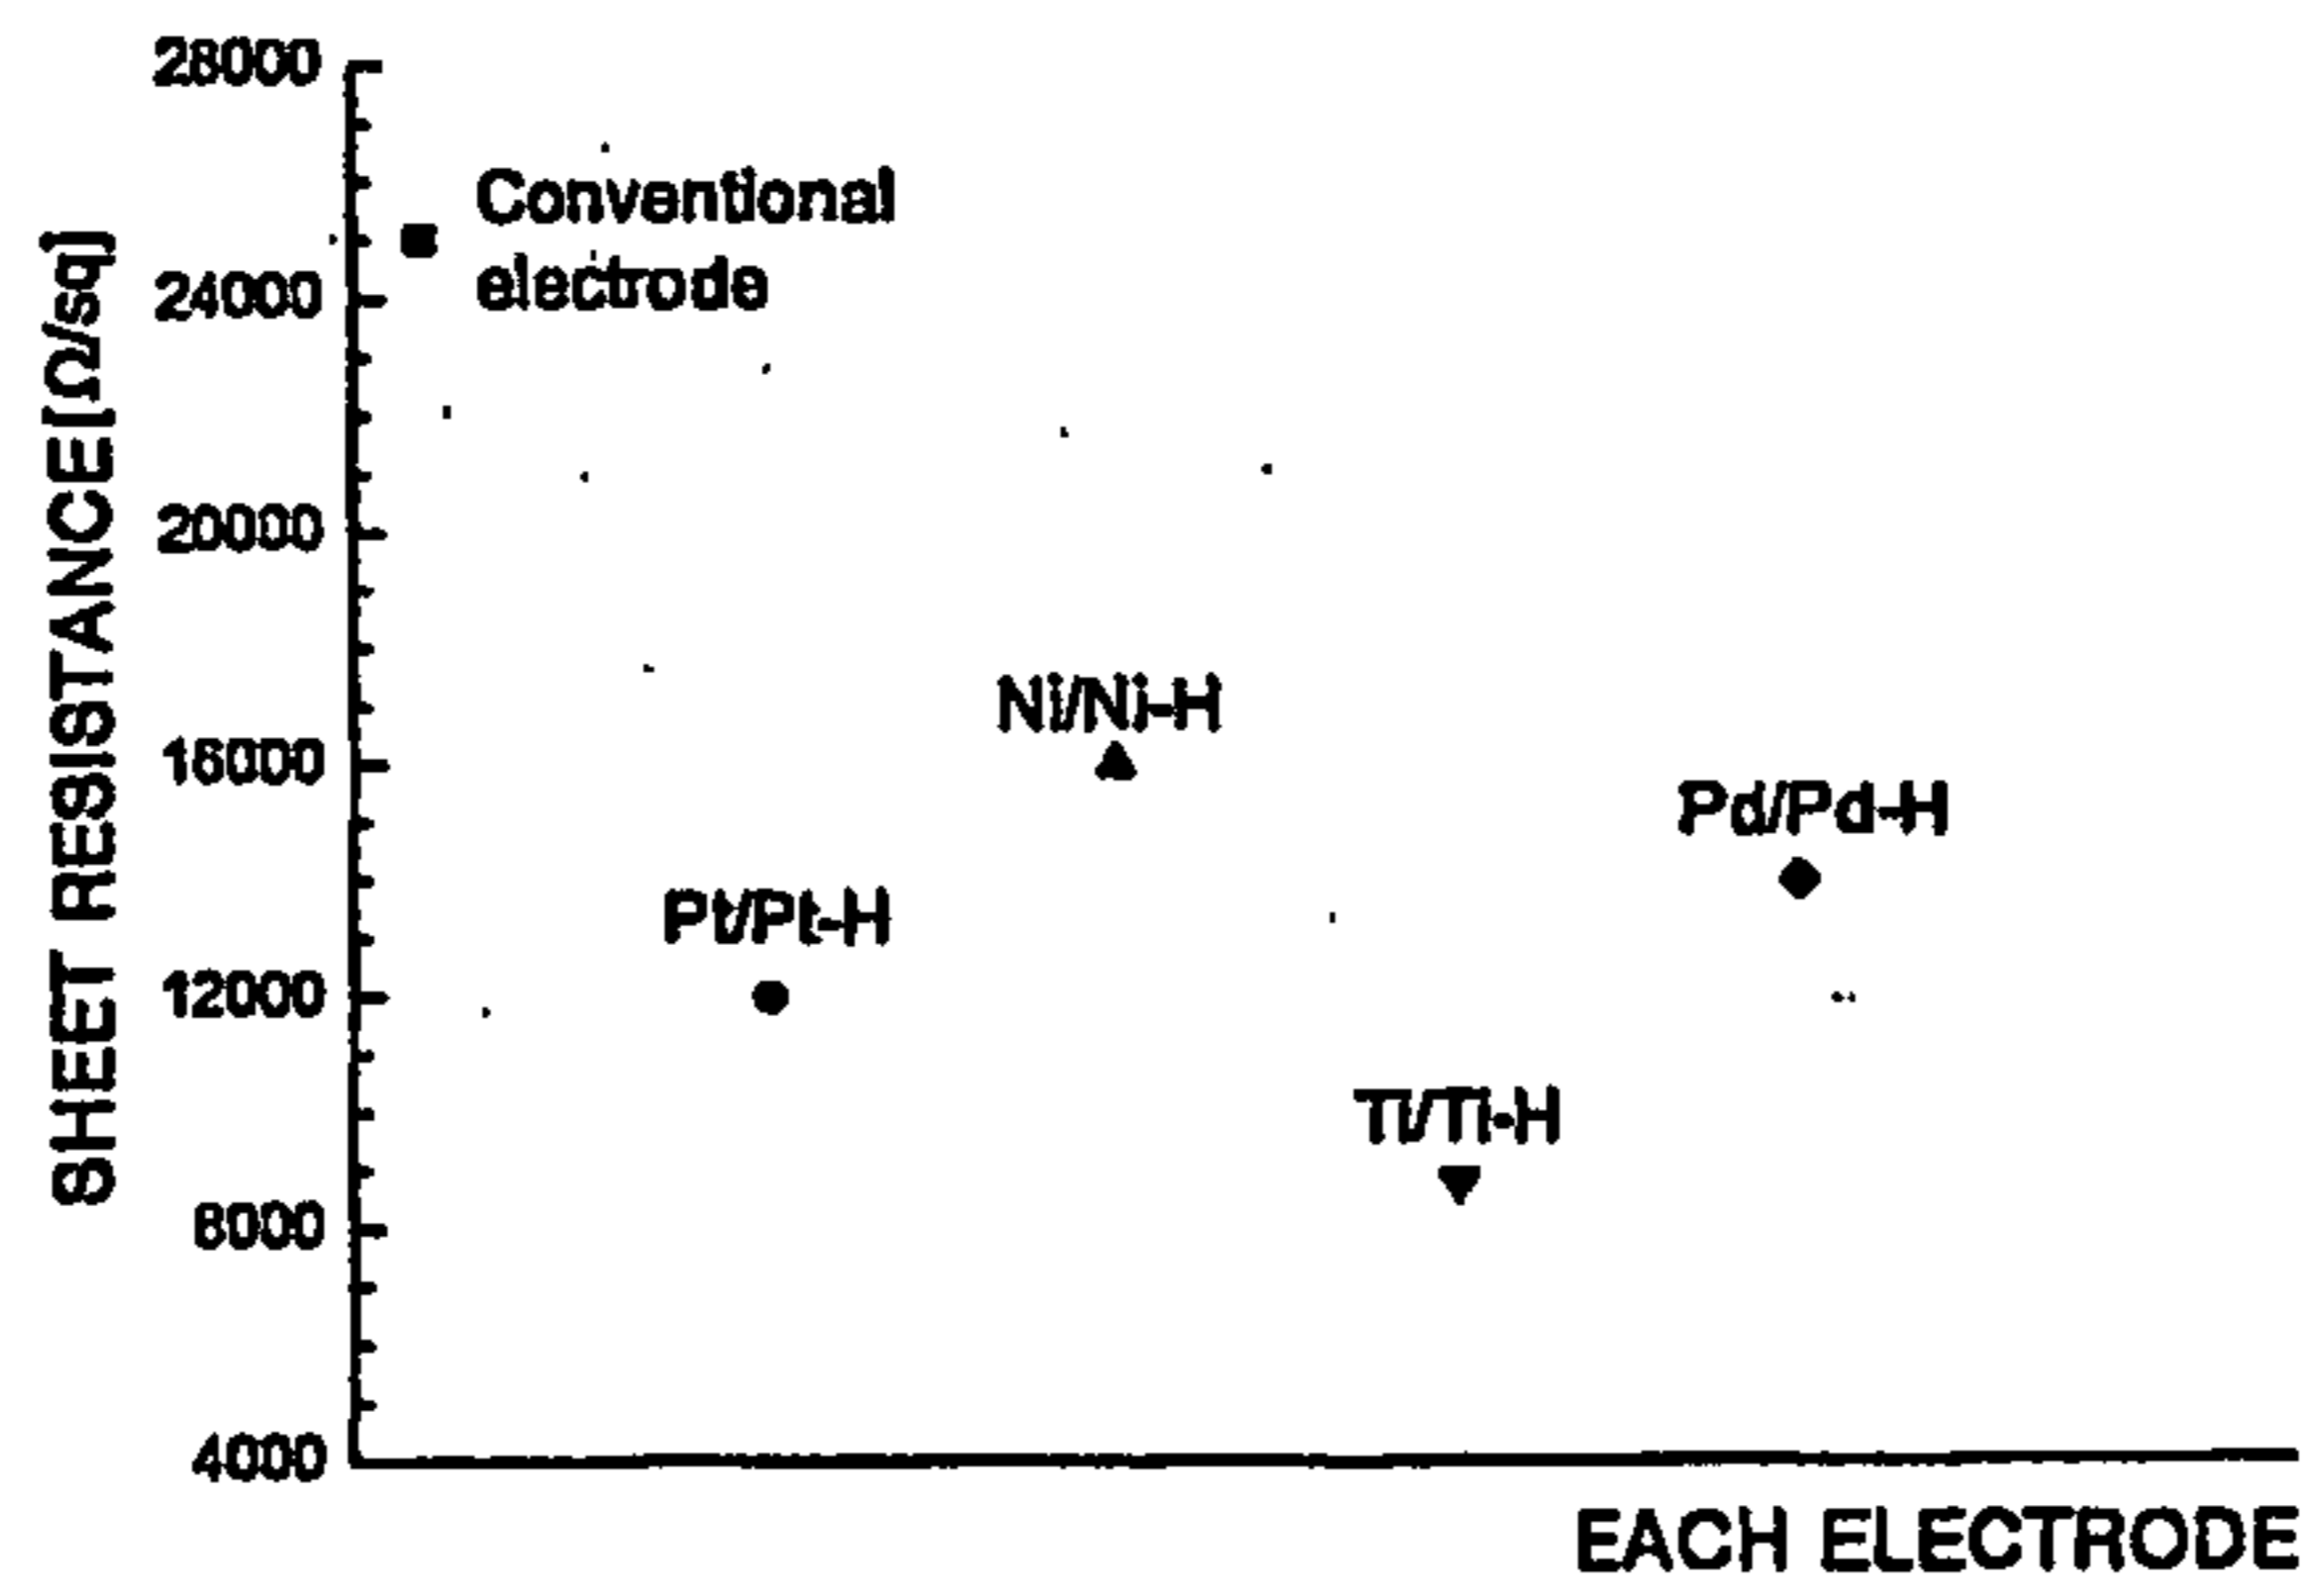 28000
Conventional
electrode
24000
20000
16000
12000
8000
4000
SHEET RESISTANCE[Ω/sq]
Ni/Ni-H
Pd/Pd-H
Pt/Pt-H
Ti/Ti-H
EACH ELECTRODE